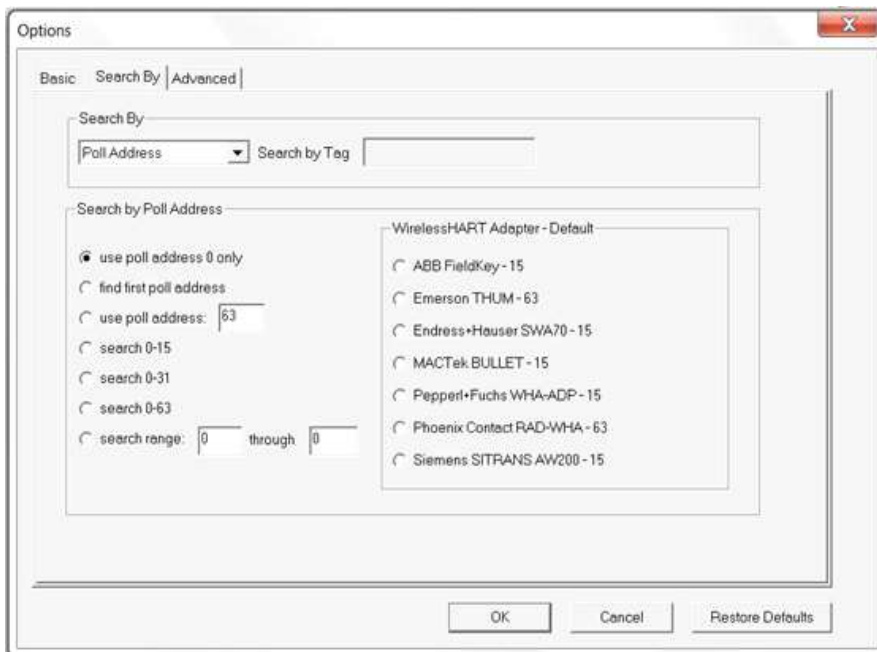 Options
Basic Search By Advanced
Search By
Poll Address Search by Tag
Search by Poll Address
use poll address 0 only
find first poll address
use poll address: 63
search 0-15
search 0-31
search 0-63
search range: 0 through 0
WirelessHART Adapter - Default
ABB FieldKey - 15
Emerson THUM - 63
Endress+Hauser SWA70 - 15
MACTek BULLET - 15
Pepperl+Fuchs WHA-ADP - 15
Phoenix Contact RAD-WHA - 63
Siemens SITRANS AW200 - 15
OK Cancel Restore Defaults